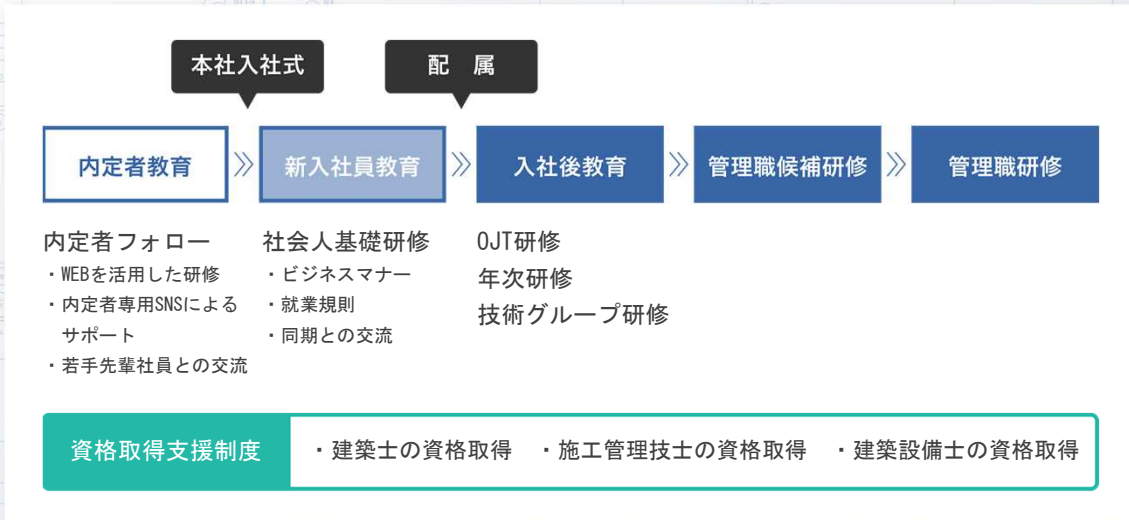 本社入社式
配 属
内定者教育
新入社員教育
入社後教育
管理職候補研修
管理職研修
内定者フォロー
・WEBを活用した研修
・内定者専用SNSによる
サポート
・若手先輩社員との交流
社会人基礎研修
・ビジネスマナー
・就業規則
・同期との交流
OJT研修
年次研修
技術グループ研修
資格取得支援制度
・建築士の資格取得 ・施工管理技士の資格取得 ・建築設備士の資格取得